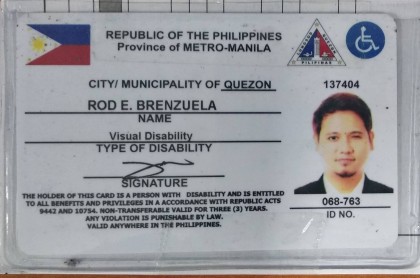 REPUBLIC OF THE PHILIPPINES
Province of METRO-MANILA
PILIPINAS
CITY/ MUNICIPALITY OF QUEZON
137404
ROD E. BRENZUELA
NAME
Visual Disability
TYPE OF DISABILITY
SIGNATURE
068-763
ID NO.
THE HOLDER OF THIS CARD IS A PERSON WITH DISABILITY AND IS ENTITLED
TO ALL BENEFITS AND PRIVILEGES IN ACCORDANCE WITH REPUBLIC ACTS
9442 AND 10754. NON-TRANSFERABLE VALID FOR THREE (3) YEARS.
ANY VIOLATION IS PUNISHABLE BY LAW.
VALID ANYWHERE IN THE PHILIPPINES.